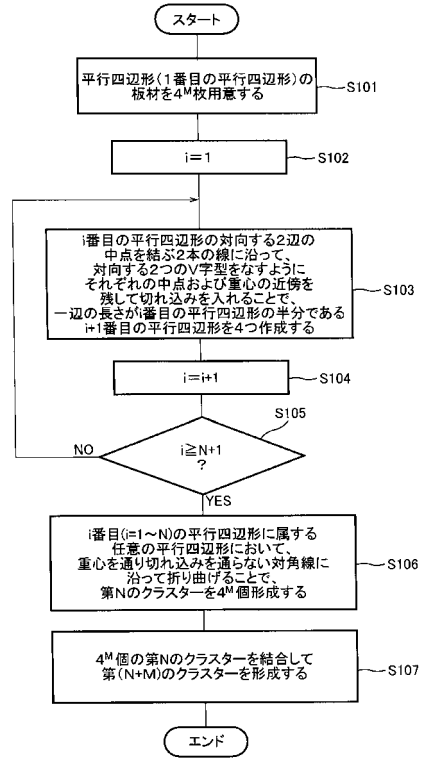 スタート
平行四辺形(1番目の平行四辺形)の
板材を4ᴹ枚用意する
S101
i=1
S102
i番目の平行四辺形の対向する2辺の
中点を結ぶ2本の線に沿って、
対向する2つのV字型をなすように
それぞれの中点および重心の近傍を
残して切れ込みを入れることで、
一辺の長さがi番目の平行四辺形の半分である
i+1番目の平行四辺形を4つ作成する
S103
i=i+1
S104
S105
i≧N+1
?
NO
YES
i番目(i=1~N)の平行四辺形に属する
任意の平行四辺形において、
重心を通り切れ込みを通らない対角線に
沿って折り曲げることで、
第Nのクラスターを4ᴹ個形成する
S106
4ᴹ個の第Nのクラスターを結合して
第(N+M)のクラスターを形成する
S107
エンド